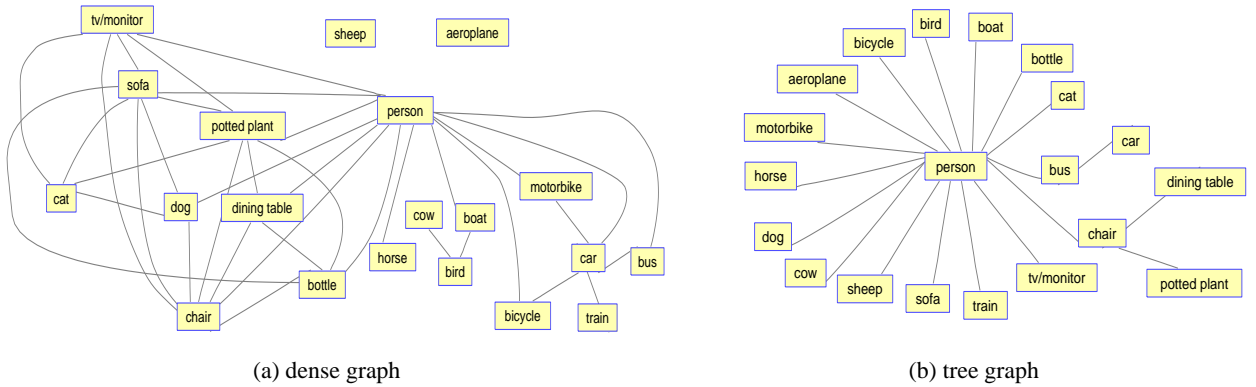 tv/monitor
sheep
aeroplane
sofa
person
potted plant
motorbike
cat
dog
dining table
cow
boat
horse
bird
car
bus
bottle
chair
bicycle
train
(a) dense graph
bird
boat
bicycle
bottle
aeroplane
cat
motorbike
car
person
bus
horse
dining table
dog
chair
cow
sheep
sofa
train
tv/monitor
potted plant
(b) tree graph